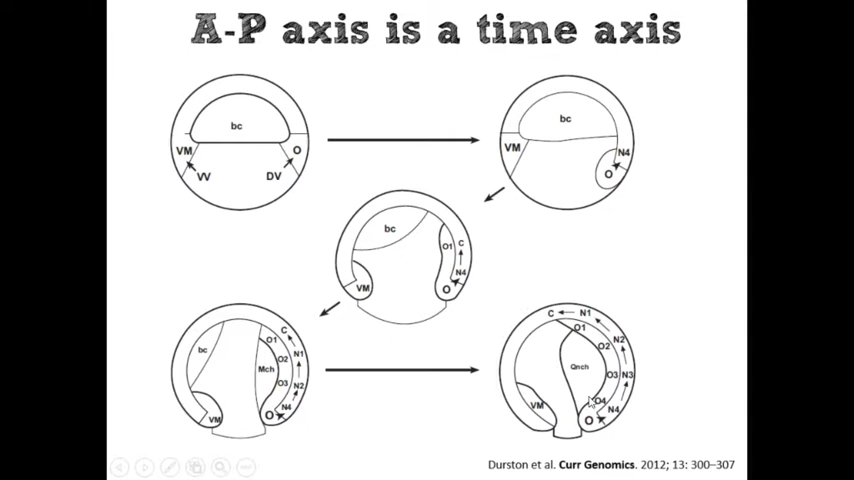 A-P axis is a time axis
bc
VM
O
VV
DV
bc
VM
N4
O
bc
O1
C
N4
VM
O
C
O1
bc
N1
O2
Mch
O3
N2
N4
VM
O
C
N1
O1
N2
O2
Qnch
O3
N3
O4
VM
N4
O
Durston et al. Curr Genomics. 2012; 13: 300–307